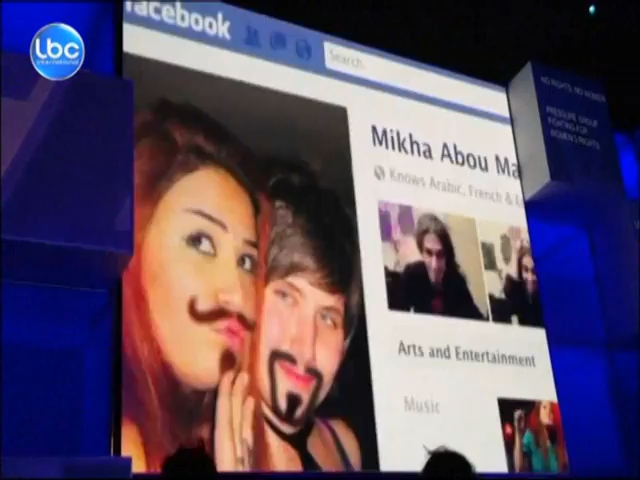 lbc
international
facebook
Search
Mikha Abou Ma
Knows Arabic, French & E
Arts and Entertainment
Music
NO RIGHTS, NO WOMEN
PRESSURE GROUP
FIGHTING FOR
WOMEN'S RIGHTS